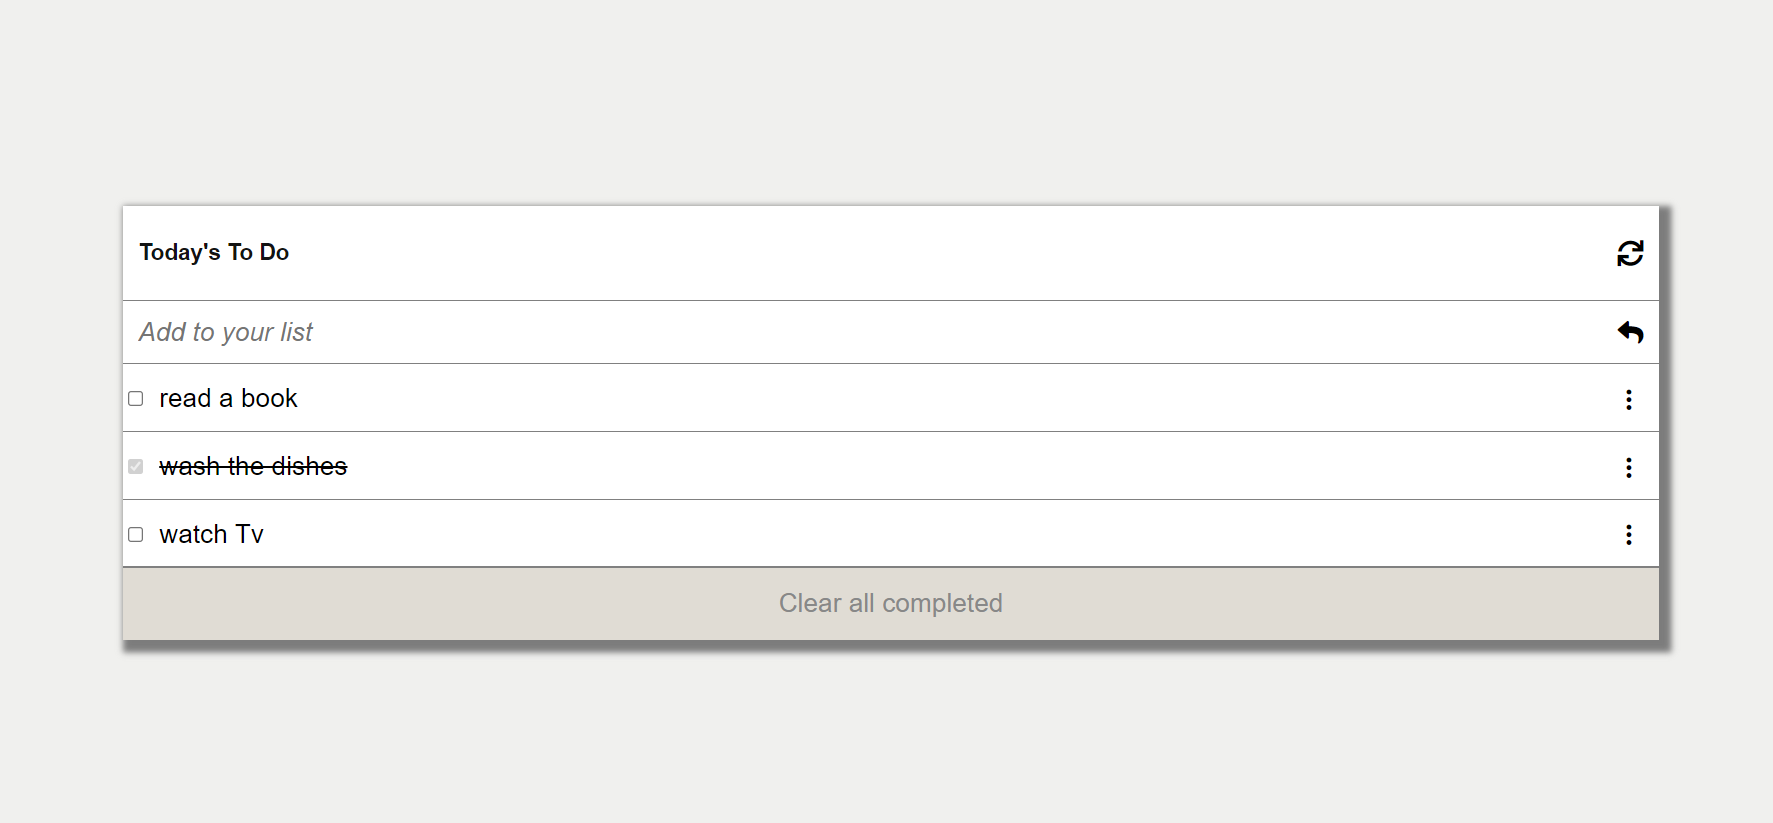 Today's To Do
Add to your list
read a book
wash the dishes
watch Tv
Clear all completed